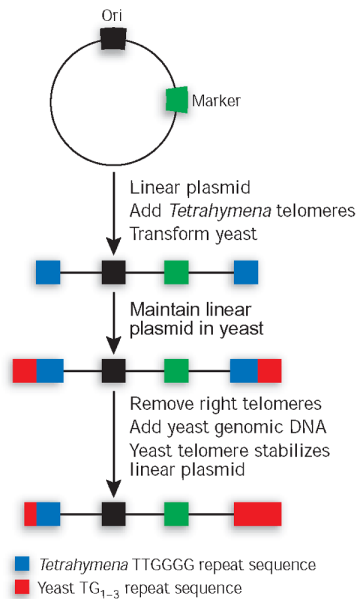 Ori
Marker
Linear plasmid
Add Tetrahymena telomeres
Transform yeast
Maintain linear
plasmid in yeast
Remove right telomeres
Add yeast genomic DNA
Yeast telomere stabilizes
linear plasmid
Tetrahymena TTGGGG repeat sequence
Yeast TG1–3 repeat sequence